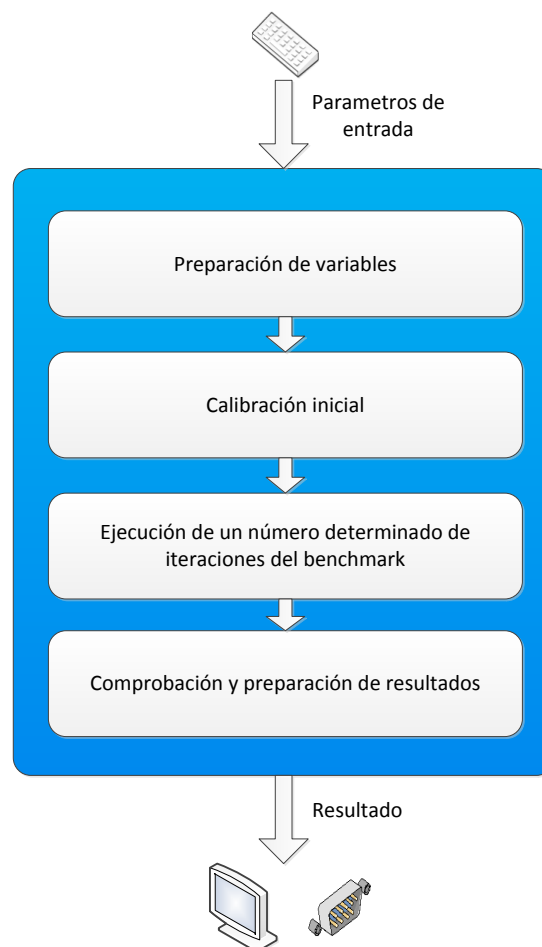 Parametros de
entrada
Preparación de variables
Calibración inicial
Ejecución de un número determinado de
iteraciones del benchmark
Comprobación y preparación de resultados
Resultado